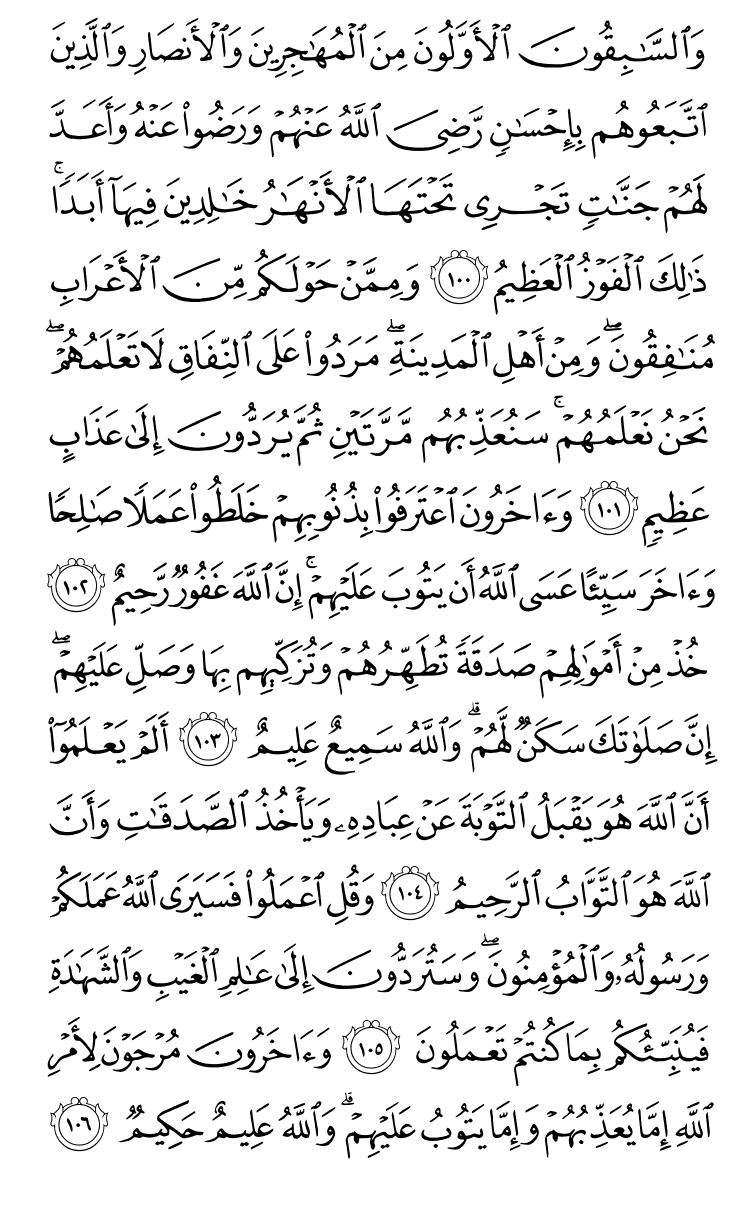 وَٱلسَّـٰبِقُونَ ٱلْأَوَّلُونَ مِنَ ٱلْمُهَـٰجِرِينَ وَٱلْأَنصَارِ وَٱلَّذِينَ
ٱتَّبَعُوهُم بِإِحْسَـٰنٍ رَّضِىَ ٱللَّهُ عَنْهُمْ وَرَضُوا۟ عَنْهُ وَأَعَدَّ
لَهُمْ جَنَّـٰتٍ تَجْرِى تَحْتَهَا ٱلْأَنْهَـٰرُ خَـٰلِدِينَ فِيهَآ أَبَدًا ۚ
ذَٰلِكَ ٱلْفَوْزُ ٱلْعَظِيمُ ١٠٠ وَمِمَّنْ حَوْلَكُم مِّنَ ٱلْأَعْرَابِ
مُنَـٰفِقُونَ ۖ وَمِنْ أَهْلِ ٱلْمَدِينَةِ ۖ مَرَدُوا۟ عَلَى ٱلنِّفَاقِ لَا تَعْلَمُهُمْ ۖ
نَحْنُ نَعْلَمُهُمْ ۚ سَنُعَذِّبُهُم مَّرَّتَيْنِ ثُمَّ يُرَدُّونَ إِلَىٰ عَذَابٍ
عَظِيمٍ ١٠١ وَءَاخَرُونَ ٱعْتَرَفُوا۟ بِذُنُوبِهِمْ خَلَطُوا۟ عَمَلًا صَـٰلِحًا
وَءَاخَرَ سَيِّئًا عَسَى ٱللَّهُ أَن يَتُوبَ عَلَيْهِمْ ۚ إِنَّ ٱللَّهَ غَفُورٌ رَّحِيمٌ ١٠٢
خُذْ مِنْ أَمْوَٰلِهِمْ صَدَقَةً تُطَهِّرُهُمْ وَتُزَكِّيهِم بِهَا وَصَلِّ عَلَيْهِمْ ۖ
إِنَّ صَلَوٰتَكَ سَكَنٌ لَّهُمْ ۗ وَٱللَّهُ سَمِيعٌ عَلِيمٌ ١٠٣ أَلَمْ يَعْلَمُوٓا۟
أَنَّ ٱللَّهَ هُوَ يَقْبَلُ ٱلتَّوْبَةَ عَنْ عِبَادِهِۦ وَيَأْخُذُ ٱلصَّدَقَـٰتِ وَأَنَّ
ٱللَّهَ هُوَ ٱلتَّوَّابُ ٱلرَّحِيمُ ١٠٤ وَقُلِ ٱعْمَلُوا۟ فَسَيَرَى ٱللَّهُ عَمَلَكُمْ
وَرَسُولُهُۥ وَٱلْمُؤْمِنُونَ ۖ وَسَتُرَدُّونَ إِلَىٰ عَـٰلِمِ ٱلْغَيْبِ وَٱلشَّهَـٰدَةِ
فَيُنَبِّئُكُم بِمَا كُنتُمْ تَعْمَلُونَ ١٠٥ وَءَاخَرُونَ مُرْجَوْنَ لِأَمْرِ
ٱللَّهِ إِمَّا يُعَذِّبُهُمْ وَإِمَّا يَتُوبُ عَلَيْهِمْ ۗ وَٱللَّهُ عَلِيمٌ حَكِيمٌ ١٠٦